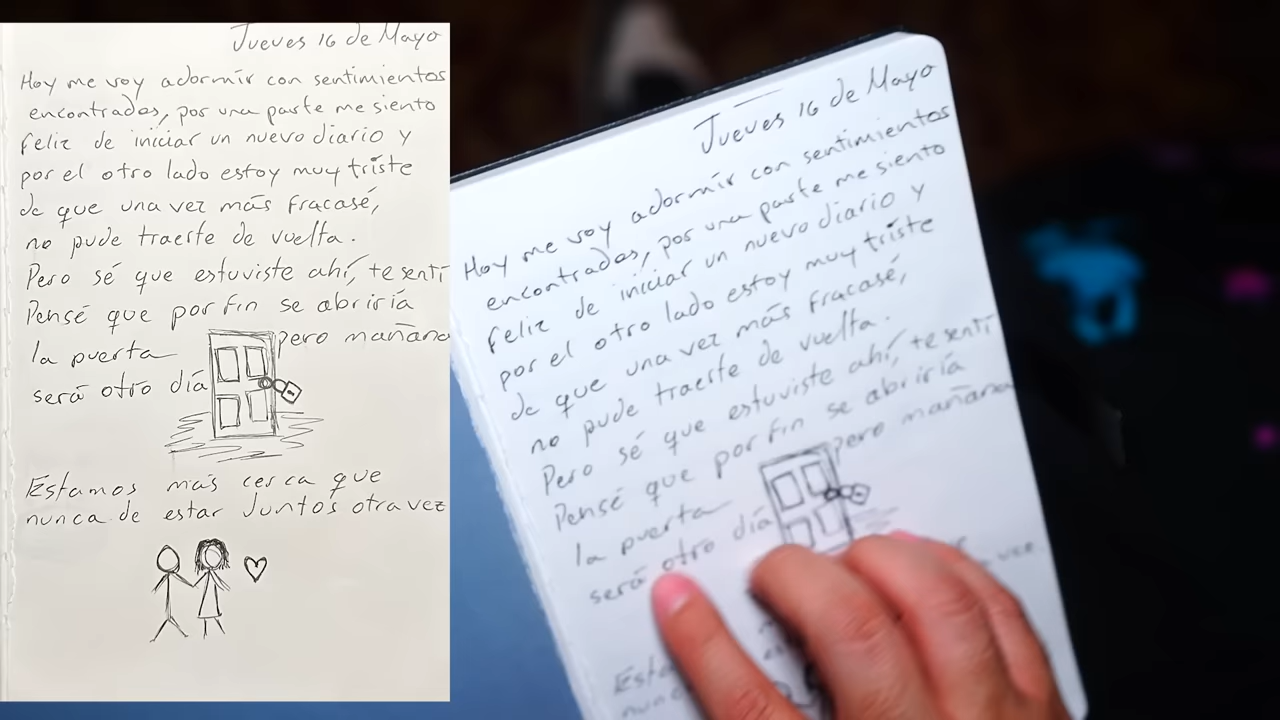 Jueves 16 de Mayo
Hoy me voy adormír con sentimientos
encontrados, por una parte me siento
feliz de iniciar un nuevo diario y
por el otro lado estoy muy triste
de que una vez más fracasé,
no pude traerte de vuelta.
Pero sé que estuviste ahí, te sentí
Pensé que por fin se abriría
la puerta pero mañana
será otro día
Estamos más cerca que
nunca de estar Juntos otra vez
Jueves 16 de Mayo
Hoy me voy adormír con sentimientos
encontrados, por una parte me siento
feliz de iniciar un nuevo diario y
por el otro lado estoy muy triste
de que una vez más fracasé,
no pude traerte de vuelta.
Pero sé que estuviste ahí, te sentí
Pensé que por fin se abriría
la puerta pero mañana
será otro día